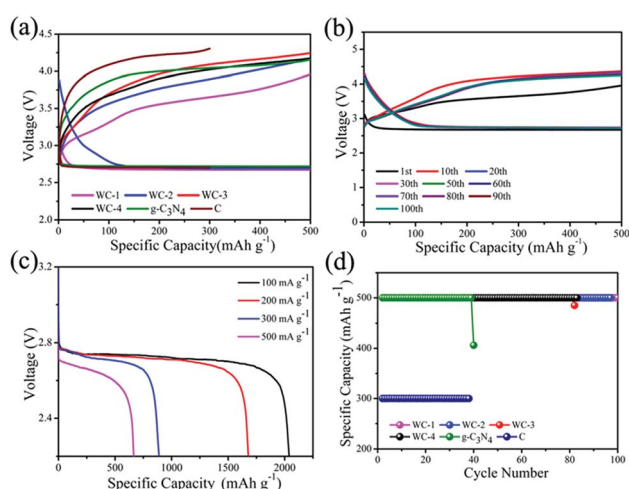 (a)
4.5
4.0
3.5
3.0
2.5
2.0
Voltage (V)
WC-1 WC-2 WC-3
WC-4 g-C3N4 C
0 100 200 300 400 500
Specific Capacity(mAh g-1)
(b)
6
5
4
3
2
1
0
Voltage (V)
1st 10th 20th
30th 50th 60th
70th 80th 90th
100th
0 100 200 300 400 500
Specific Capacity (mAh g-1)
(c)
3.2
2.8
2.4
Voltage (V)
100 mA g-1
200 mA g-1
300 mA g-1
500 mA g-1
0 500 1000 1500 2000
Specific Capacity (mAh g-1)
(d)
600
500
400
300
200
Specific Capacity (mAh g-1)
WC-1 WC-2 WC-3
WC-4 g-C3N4 C
0 20 40 60 80 100
Cycle Number